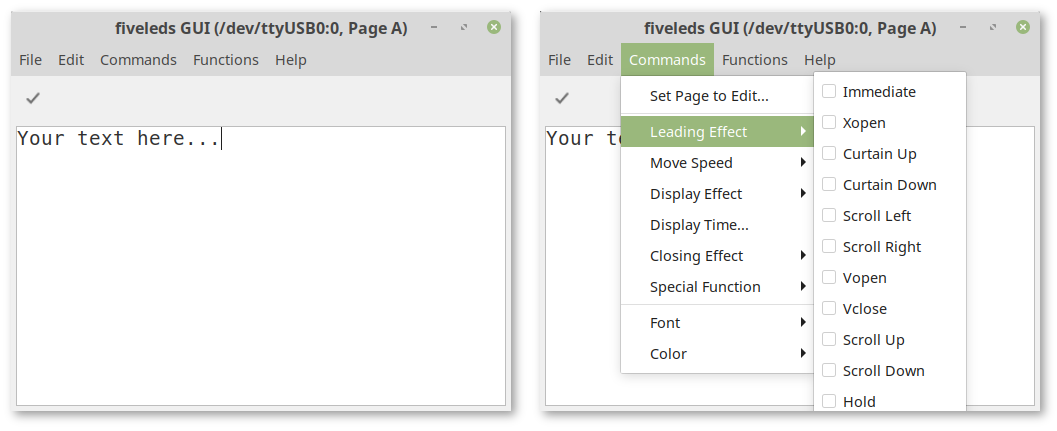 fiveleds GUI (/dev/ttyUSB0:0, Page A)
File Edit Commands Functions Help
Your text here...
fiveleds GUI (/dev/ttyUSB0:0, Page A)
File Edit Commands Functions Help
Your te
Set Page to Edit...
Leading Effect
Move Speed
Display Effect
Display Time...
Closing Effect
Special Function
Font
Color
Immediate
Xopen
Curtain Up
Curtain Down
Scroll Left
Scroll Right
Vopen
Vclose
Scroll Up
Scroll Down
Hold